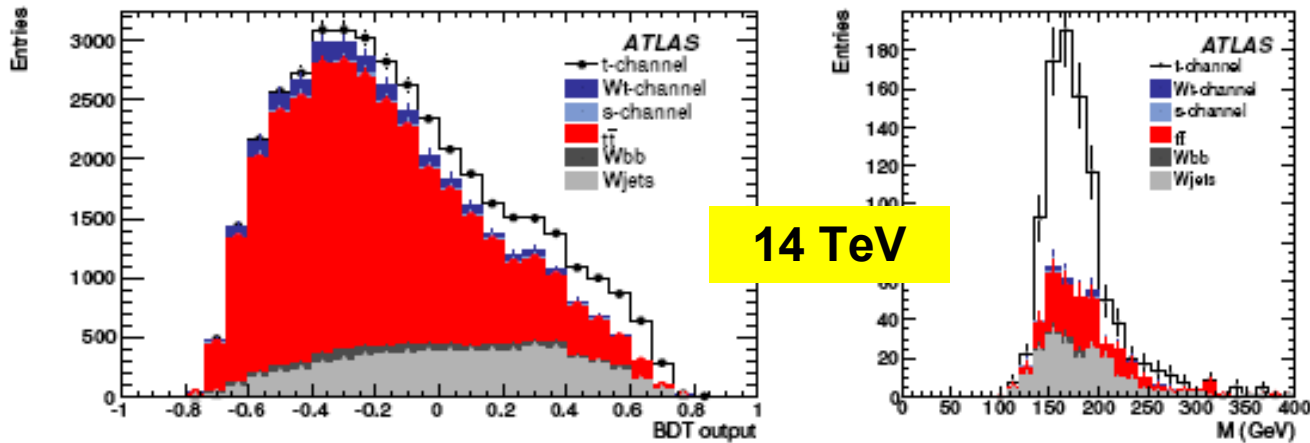 Entries
3000
2500
2000
1500
1000
500
0
ATLAS
t-channel
Wt-channel
s-channel
tt̄
Wbb
Wjets
-1
-0.8
-0.6
-0.4
-0.2
0
0.2
0.4
0.6
0.8
1
BDT output
14 TeV
Entries
180
160
140
120
100
60
40
20
0
ATLAS
t-channel
Wt-channel
s-channel
tt̄
Wbb
Wjets
0
50
100
150
200
250
300
350
400
M (GeV)